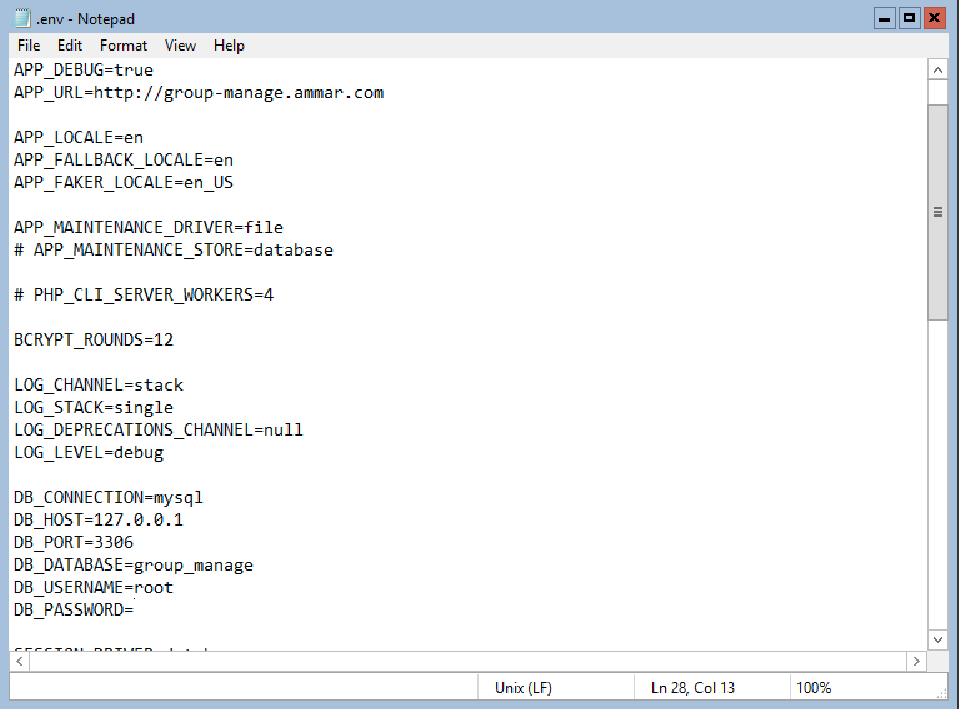 .env - Notepad
File Edit Format View Help
APP_DEBUG=true
APP_URL=http://group-manage.ammar.com
APP_LOCALE=en
APP_FALLBACK_LOCALE=en
APP_FAKER_LOCALE=en_US
APP_MAINTENANCE_DRIVER=file
# APP_MAINTENANCE_STORE=database
# PHP_CLI_SERVER_WORKERS=4
BCRYPT_ROUNDS=12
LOG_CHANNEL=stack
LOG_STACK=single
LOG_DEPRECATIONS_CHANNEL=null
LOG_LEVEL=debug
DB_CONNECTION=mysql
DB_HOST=127.0.0.1
DB_PORT=3306
DB_DATABASE=group_manage
DB_USERNAME=root
DB_PASSWORD=
Unix (LF) Ln 28, Col 13 100%